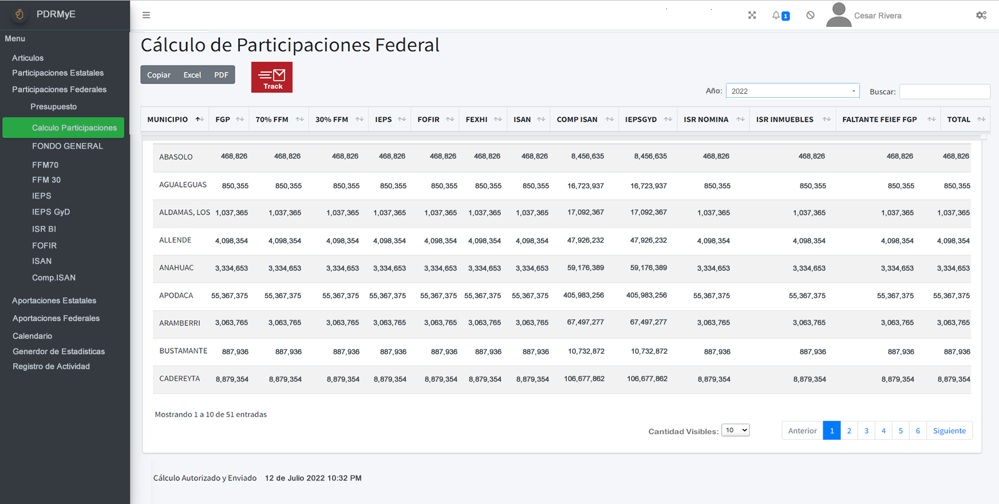 PDRMyE
1
Cesar Rivera
Menu
Articulos
Participaciones Estatales
Participaciones Federales
Presupuesto
Calculo Participaciones
FONDO GENERAL
FFM70
FFM 30
IEPS
IEPS GyD
ISR BI
FOFIR
ISAN
Comp.ISAN
Aportaciones Estatales
Aportaciones Federales
Calendario
Generdor de Estadisticas
Registro de Actividad
Cálculo de Participaciones Federal
Copiar Excel PDF
Track
Año: 2022 Buscar:
MUNICIPIO FGP 70% FFM 30% FFM IEPS FOFIR FEXHI ISAN COMP ISAN IEPSGYD ISR NOMINA ISR INMUEBLES FALTANTE FEIEF FGP TOTAL
ABASOLO 468,826 468,826 468,826 468,826 468,826 468,826 468,826 8,456,635 8,456,635 468,826 468,826 468,826 468,826
AGUALEGUAS 850,355 850,355 850,355 850,355 850,355 850,355 850,355 16,723,937 16,723,937 850,355 850,355 850,355 850,355
ALDAMAS, LOS 1,037,365 1,037,365 1,037,365 1,037,365 1,037,365 1,037,365 1,037,365 17,092,367 17,092,367 1,037,365 1,037,365 1,037,365 1,037,365
ALLENDE 4,098,354 4,098,354 4,098,354 4,098,354 4,098,354 4,098,354 4,098,354 47,926,232 47,926,232 4,098,354 4,098,354 4,098,354 4,098,354
ANAHUAC 3,334,653 3,334,653 3,334,653 3,334,653 3,334,653 3,334,653 3,334,653 59,176,389 59,176,389 3,334,653 3,334,653 3,334,653 3,334,653
APODACA 55,367,375 55,367,375 55,367,375 55,367,375 55,367,375 55,367,375 55,367,375 405,983,256 405,983,256 55,367,375 55,367,375 55,367,375 55,367,375
ARAMBERRI 3,063,765 3,063,765 3,063,765 3,063,765 3,063,765 3,063,765 3,063,765 67,497,277 67,497,277 3,063,765 3,063,765 3,063,765 3,063,765
BUSTAMANTE 887,936 887,936 887,936 887,936 887,936 887,936 887,936 10,732,872 10,732,872 887,936 887,936 887,936 887,936
CADEREYTA 8,879,354 8,879,354 8,879,354 8,879,354 8,879,354 8,879,354 8,879,354 106,677,862 106,677,862 8,879,354 8,879,354 8,879,354 8,879,354
Mostrando 1 a 10 de 51 entradas
Cantidad Visibles: 10 Anterior 1 2 3 4 5 6 Siguiente
Cálculo Autorizado y Enviado 12 de Julio 2022 10:32 PM